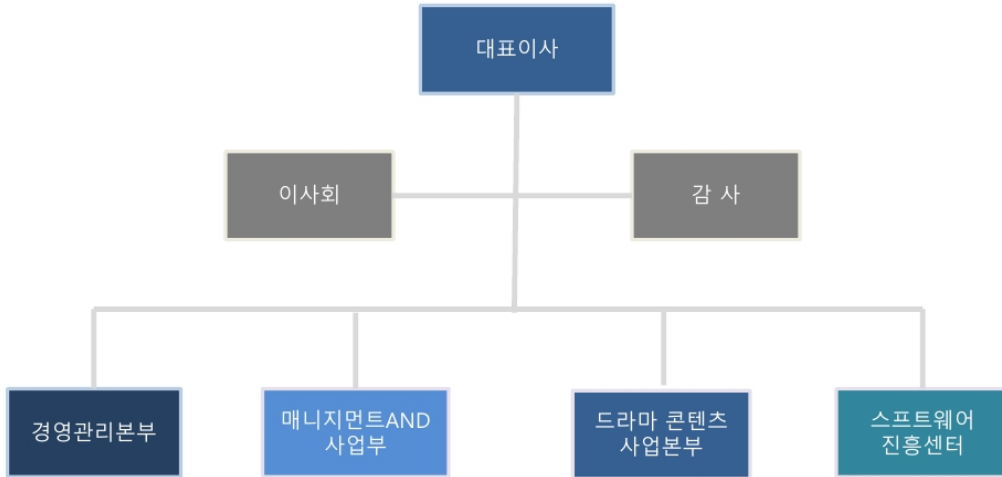 대표이사
이사회
감 사
경영관리본부
매니지먼트AND
사업부
드라마 콘텐츠
사업본부
스프트웨어
진흥센터